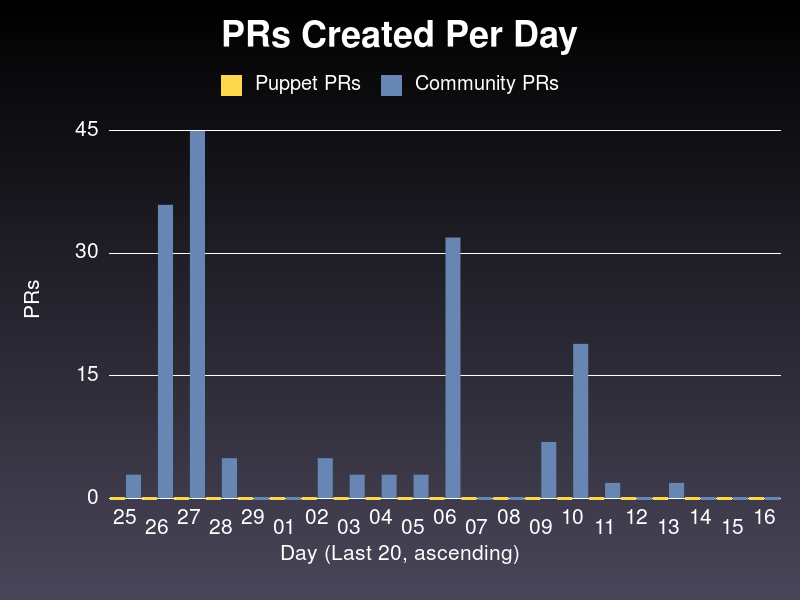 PRs Created Per Day
Puppet PRs Community PRs
45
30
15
0
PRs
25 26 27 28 29 01 02 03 04 05 06 07 08 09 10 11 12 13 14 15 16
Day (Last 20, ascending)